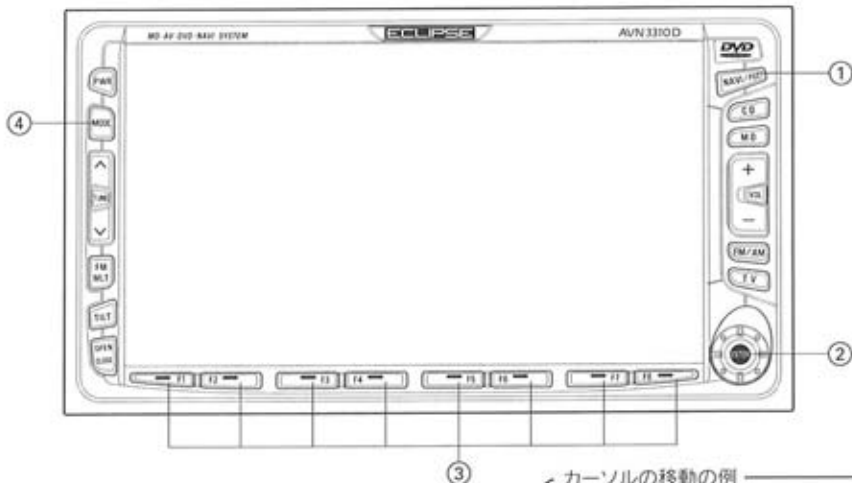 MD·AV·DVD·NAVI SYSTEM
ECLIPSE
AVN3310D
DVD
PWR
NAVI/POSI
①
④
MODE
CD
MD
∧
+
TUNE
VOL
∨
−
FM
MLT
FM/AM
TV
TILT
OPEN
CLOSE
ENTER
②
F1
F2
F3
F4
F5
F6
F7
F8
③
カーソルの移動の例